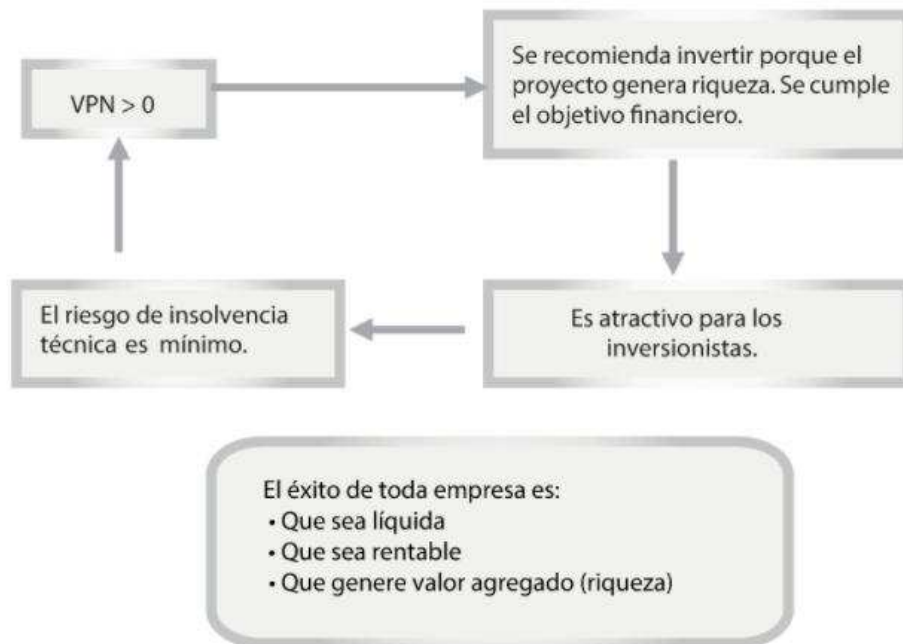 VPN > 0
Se recomienda invertir porque el
proyecto genera riqueza. Se cumple
el objetivo financiero.
Es atractivo para los
inversionistas.
El riesgo de insolvencia
técnica es mínimo.
El éxito de toda empresa es:
• Que sea líquida
• Que sea rentable
• Que genere valor agregado (riqueza)